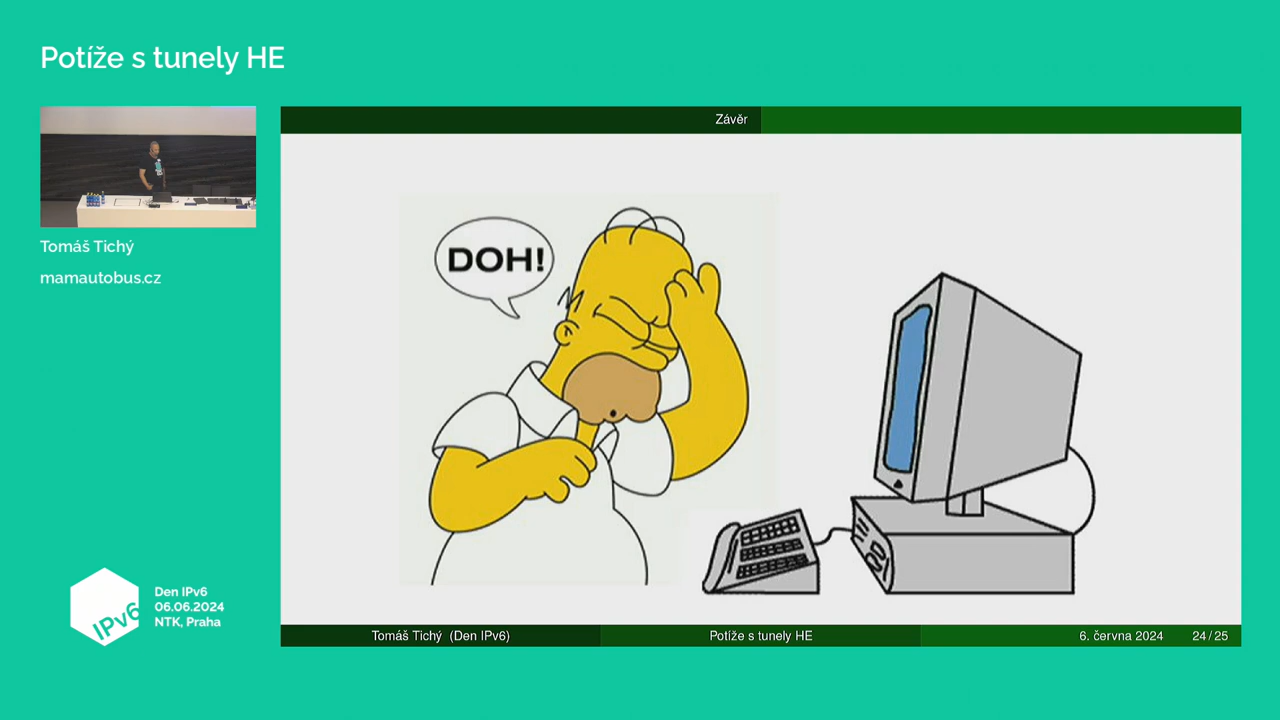 Potíže s tunely HE
Závěr
DOH!
Tomáš Tichý
mamautobus.cz
IPv6
Den IPv6
06.06.2024
NTK, Praha
Tomáš Tichý (Den IPv6)
Potíže s tunely HE
6. června 2024
24 / 25